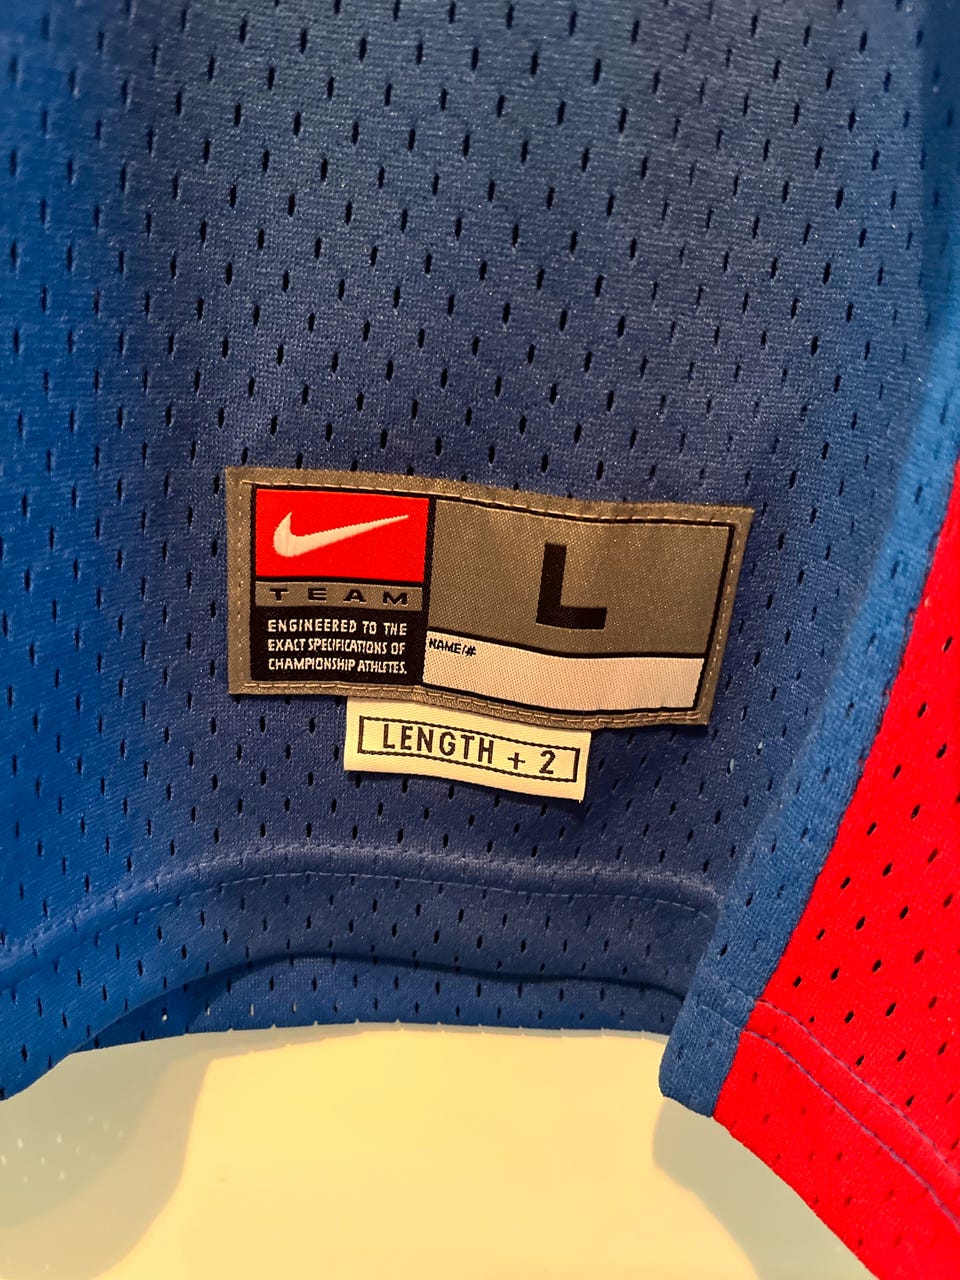 TEAM
ENGINEERED TO THE
EXACT SPECIFICATIONS OF
CHAMPIONSHIP ATHLETES.
L
NAME/#
LENGTH + 2